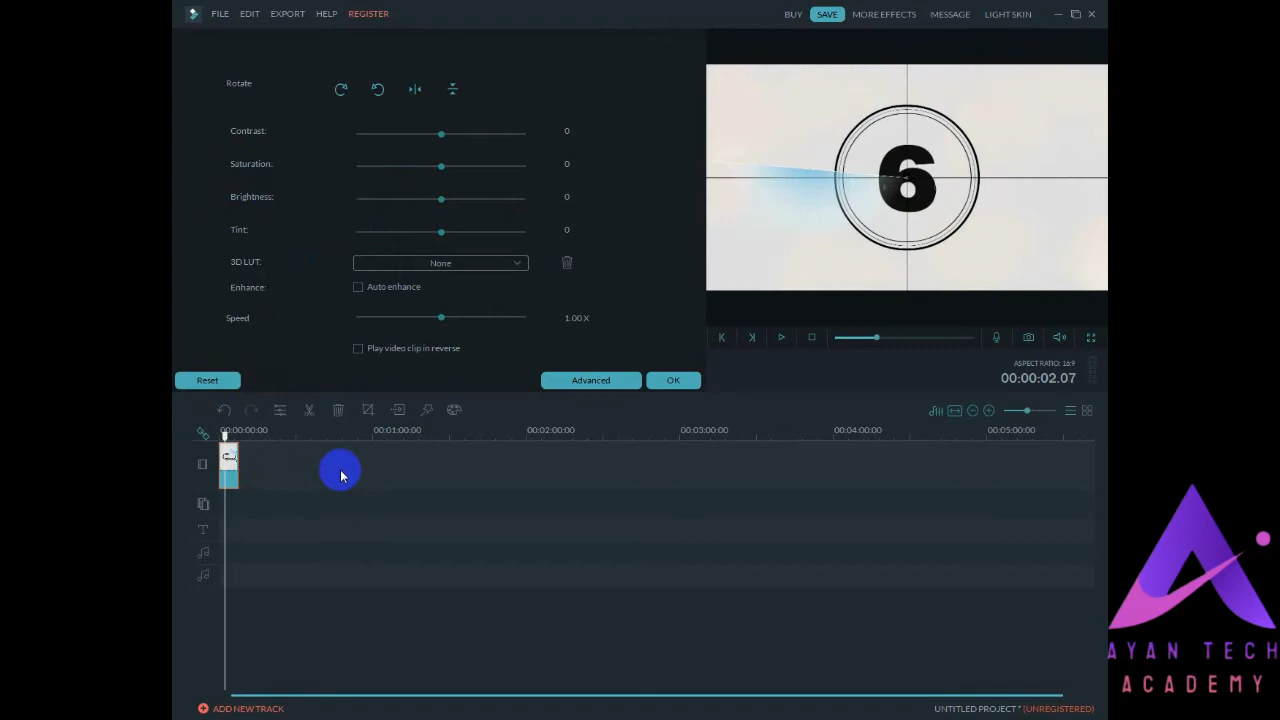 FILE EDIT EXPORT HELP REGISTER BUY SAVE MORE EFFECTS MESSAGE LIGHT SKIN
Rotate
Contrast: 0
Saturation: 0
Brightness: 0
Tint: 0
3D LUT: None
Enhance: Auto enhance
Speed 1.00 X
Play video clip in reverse
Reset Advanced OK
6
ASPECT RATIO: 16:9
00:00:02.07
00:00:00:00 00:01:00:00 00:02:00:00 00:03:00:00 00:04:00:00 00:05:00:00
ADD NEW TRACK
UNTITLED PROJECT * (UNREGISTERED)
AYAN TECH
ACADEMY